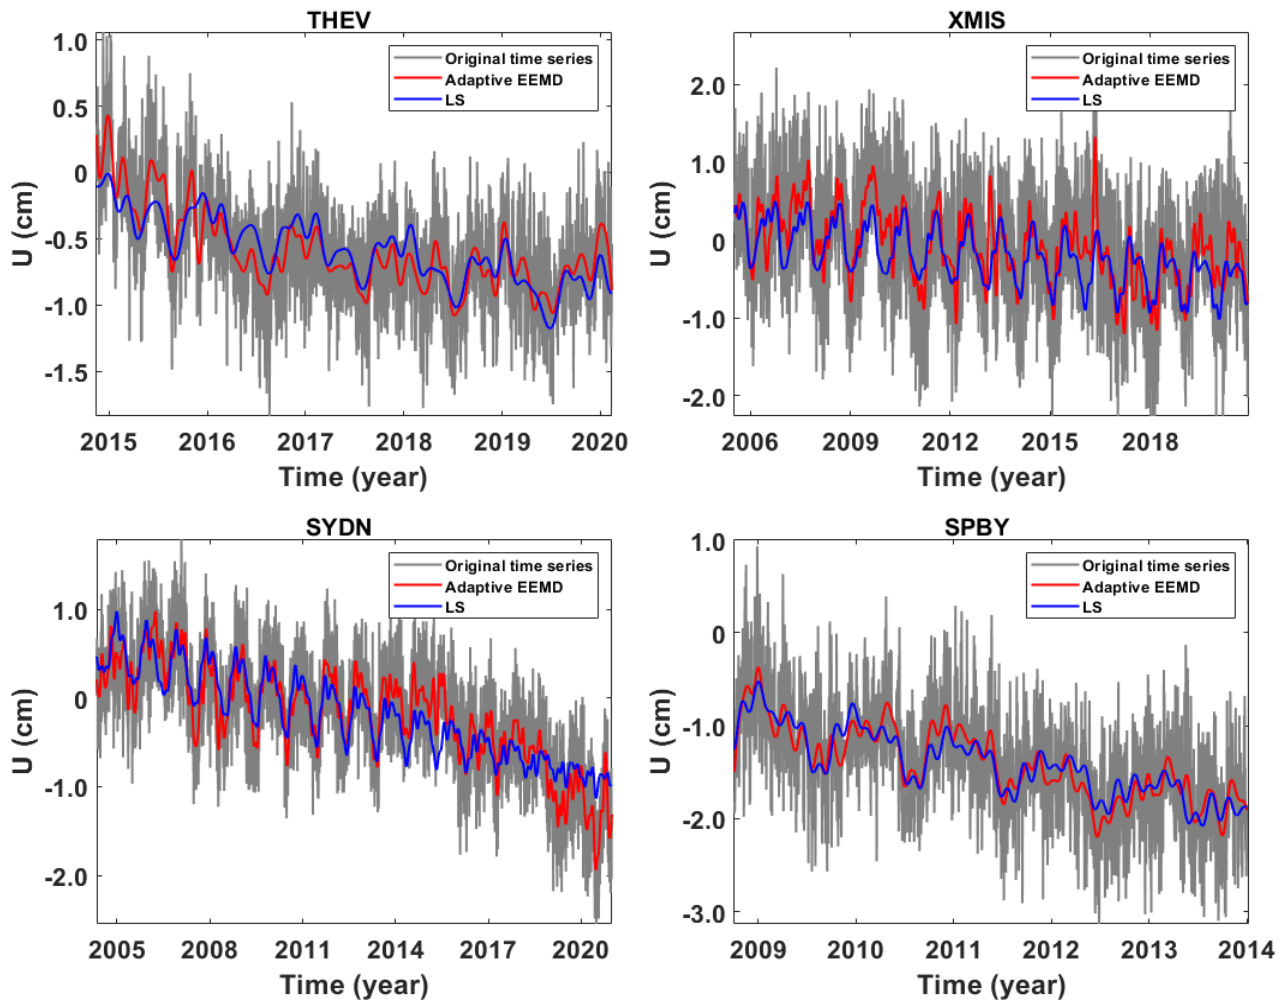 THEV
Original time series
Adaptive EEMD
LS
1.0
0.5
0
-0.5
-1.0
-1.5
U (cm)
2015 2016 2017 2018 2019 2020
Time (year)
XMIS
Original time series
Adaptive EEMD
LS
2.0
1.0
0
-1.0
-2.0
U (cm)
2006 2009 2012 2015 2018
Time (year)
SYDN
Original time series
Adaptive EEMD
LS
1.0
0
-1.0
-2.0
U (cm)
2005 2008 2011 2014 2017 2020
Time (year)
SPBY
Original time series
Adaptive EEMD
LS
1.0
0
-1.0
-2.0
-3.0
U (cm)
2009 2010 2011 2012 2013 2014
Time (year)